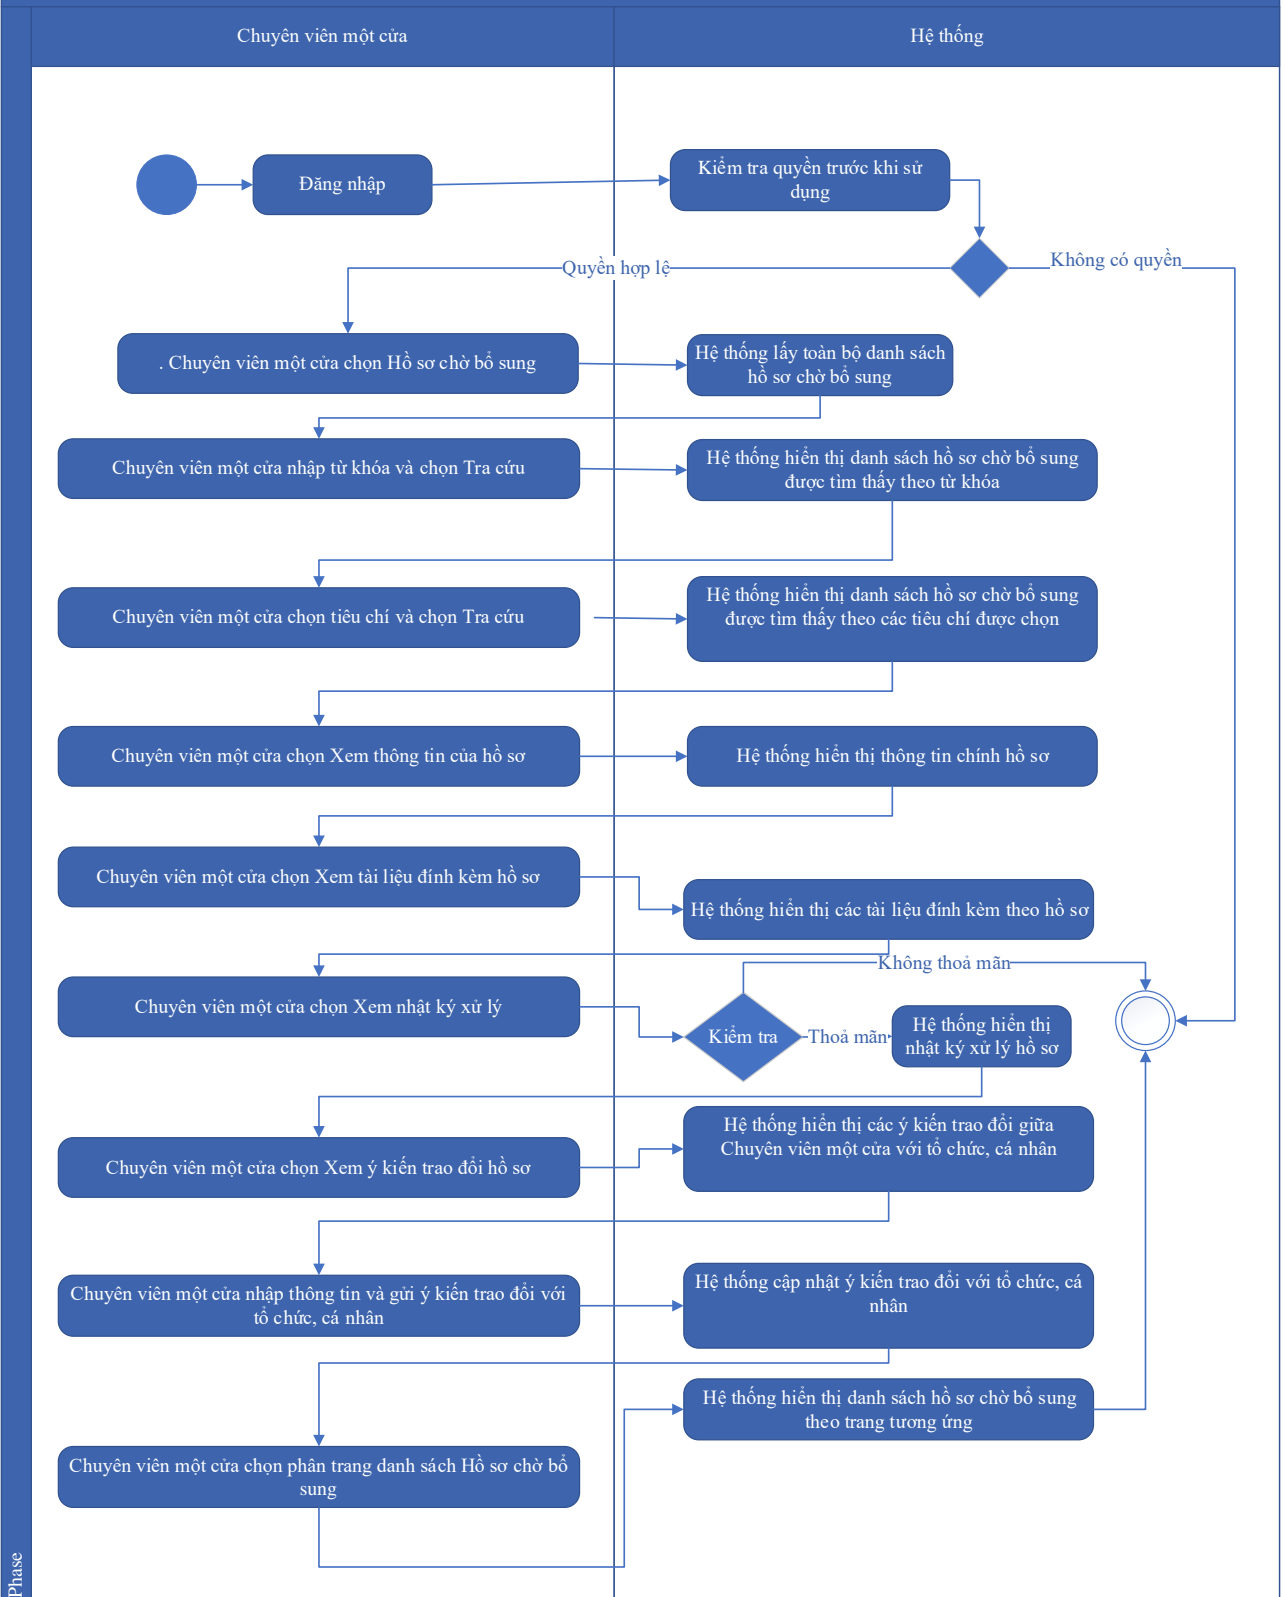 Chuyên viên một cửa
Hệ thống
Đăng nhập
Kiểm tra quyền trước khi sử
dụng
Quyền hợp lệ
Không có quyền
. Chuyên viên một cửa chọn Hồ sơ chờ bổ sung
Hệ thống lấy toàn bộ danh sách
hồ sơ chờ bổ sung
Chuyên viên một cửa nhập từ khóa và chọn Tra cứu
Hệ thống hiển thị danh sách hồ sơ chờ bổ sung
được tìm thấy theo từ khóa
Chuyên viên một cửa chọn tiêu chí và chọn Tra cứu
Hệ thống hiển thị danh sách hồ sơ chờ bổ sung
được tìm thấy theo các tiêu chí được chọn
Chuyên viên một cửa chọn Xem thông tin của hồ sơ
Hệ thống hiển thị thông tin chính hồ sơ
Chuyên viên một cửa chọn Xem tài liệu đính kèm hồ sơ
Hệ thống hiển thị các tài liệu đính kèm theo hồ sơ
Không thoả mãn
Chuyên viên một cửa chọn Xem nhật ký xử lý
Kiểm tra
Thoả mãn
Hệ thống hiển thị
nhật ký xử lý hồ sơ
Chuyên viên một cửa chọn Xem ý kiến trao đổi hồ sơ
Hệ thống hiển thị các ý kiến trao đổi giữa
Chuyên viên một cửa với tổ chức, cá nhân
Chuyên viên một cửa nhập thông tin và gửi ý kiến trao đổi với
tổ chức, cá nhân
Hệ thống cập nhật ý kiến trao đổi với tổ chức, cá
nhân
Hệ thống hiển thị danh sách hồ sơ chờ bổ sung
theo trang tương ứng
Chuyên viên một cửa chọn phân trang danh sách Hồ sơ chờ bổ
sung
Phase